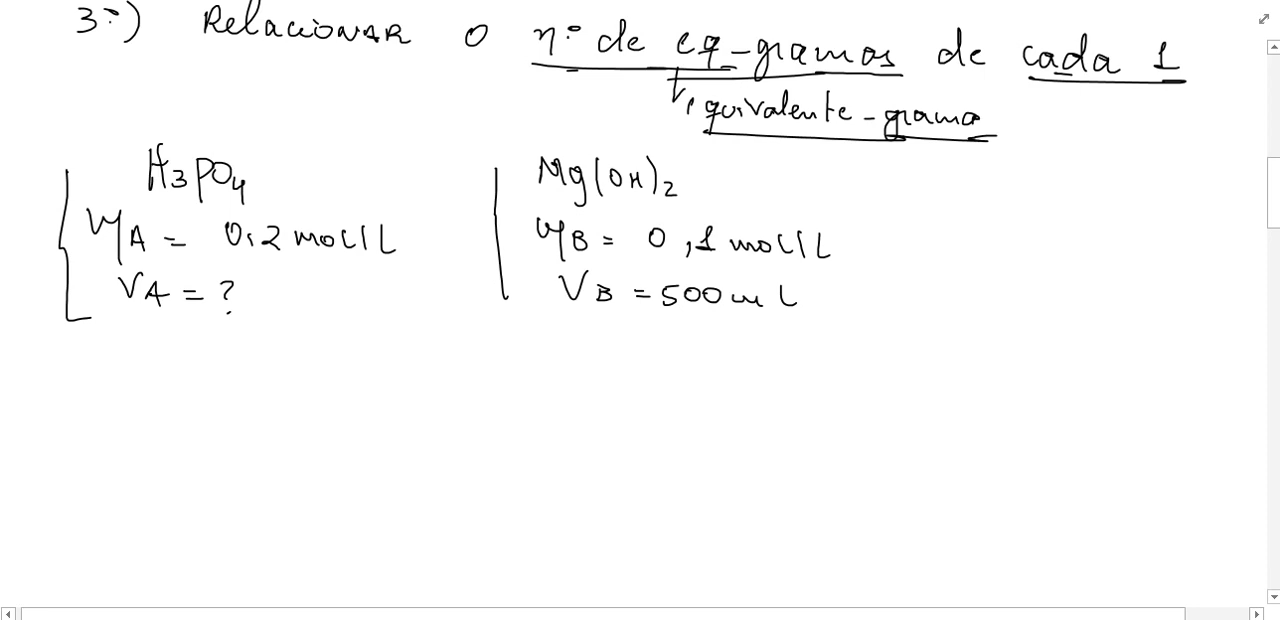 3º) Relacionar o nº de eq-gramas de cada 1
equivalente-grama
H3PO4
MA = 0,2 mol/L
VA = ?
Mg(OH)2
MB = 0,1 mol/L
VB = 500 mL